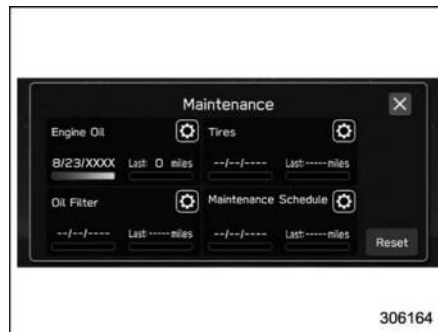 Maintenance
Engine Oil
Tires
8/23/XXXX Last: 0 miles
--/--/---- Last:-----miles
Oil Filter
Maintenance Schedule
--/--/---- Last:-----miles
--/--/---- Last:-----miles
Reset
306164